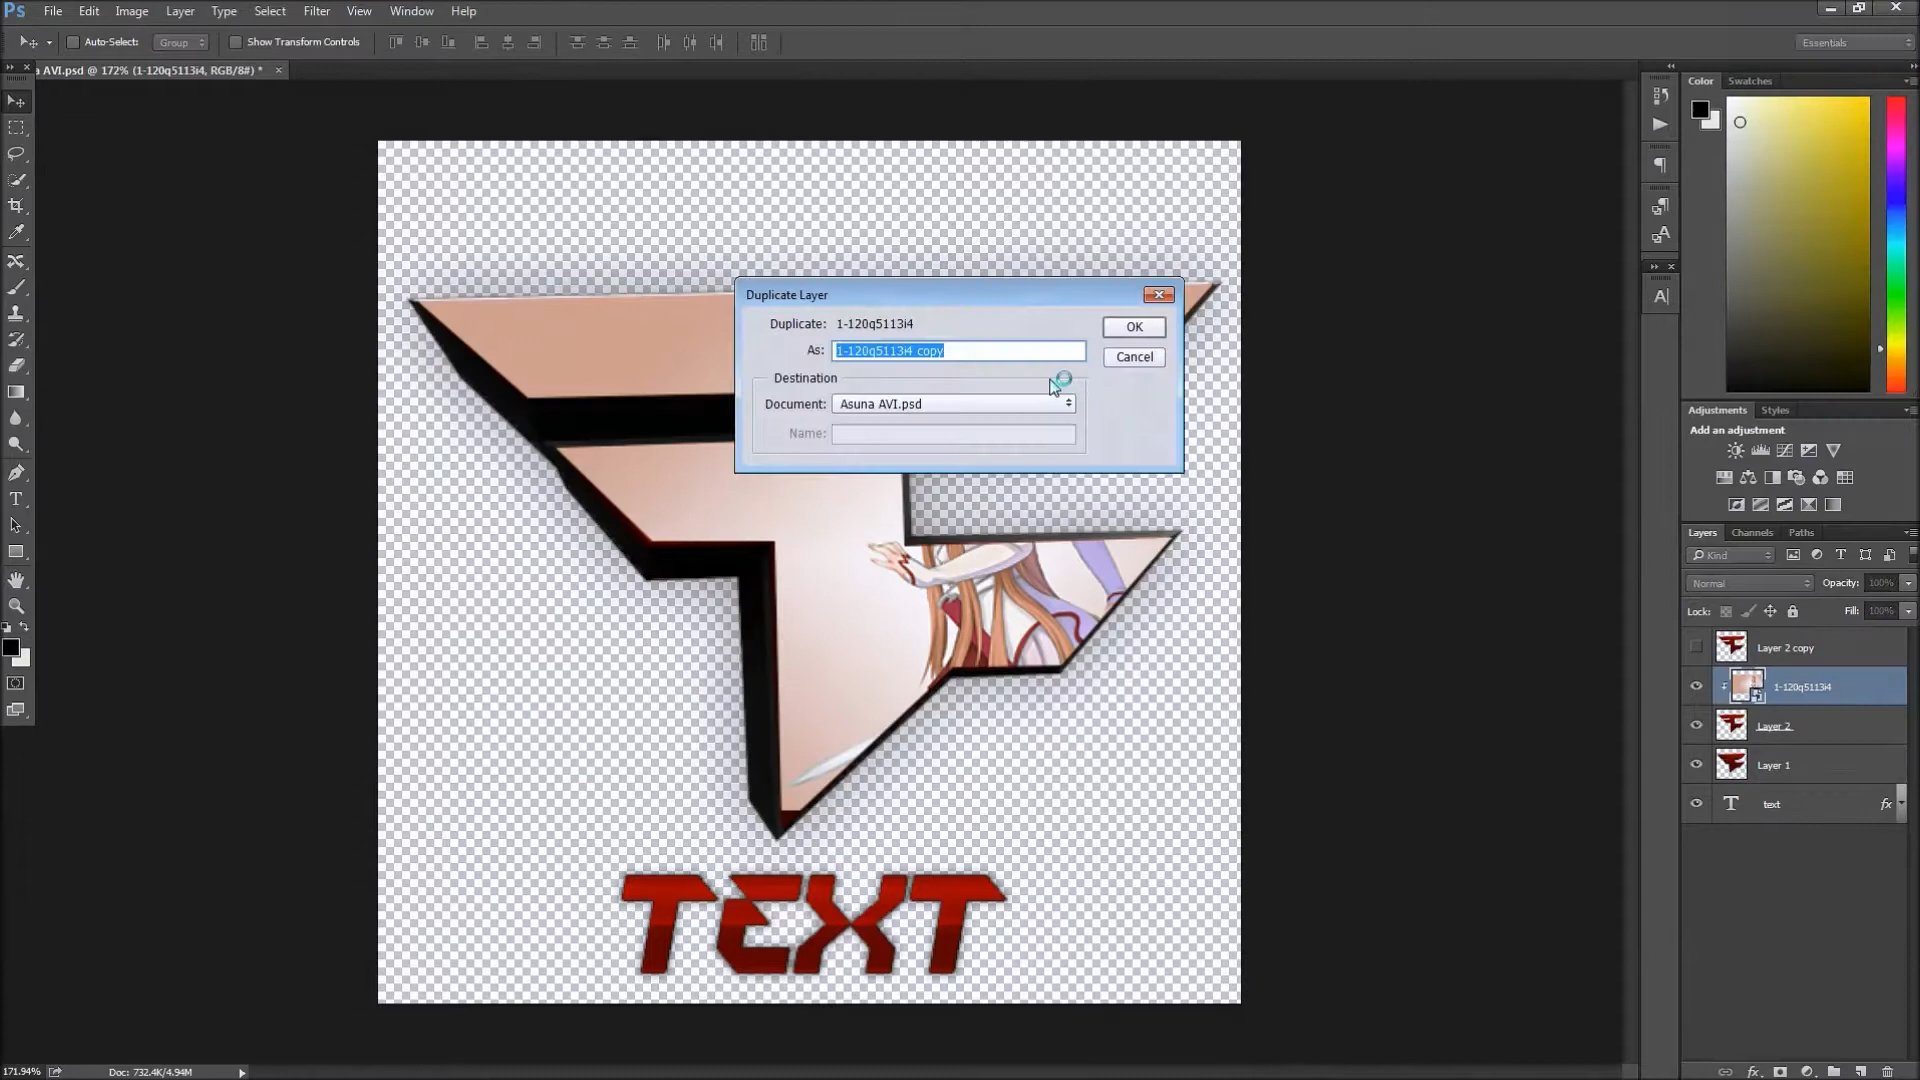 Ps File Edit Image Layer Type Select Filter View Window Help
Auto-Select: Group Show Transform Controls Essentials
AVI.psd @ 172% (1-120q5113i4, RGB/8#) *
Color Swatches
Duplicate Layer
Duplicate: 1-120q5113i4 OK
As: 1-120q5113i4 copy Cancel
Destination
Document: Asuna AVI.psd
Name:
Adjustments Styles
Add an adjustment
Layers Channels Paths
Kind
Normal Opacity: 100%
Lock: Fill: 100%
Layer 2 copy
1-120q5113i4
Layer 2
Layer 1
T text fx
TEXT
171.94% Doc: 732.4K/4.94M